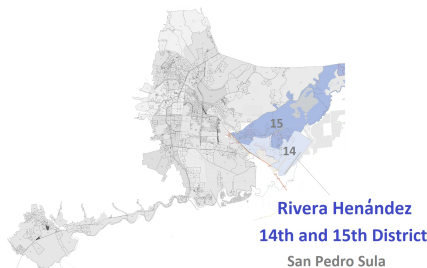 15
14
Rivera Henández
14th and 15th District
San Pedro Sula